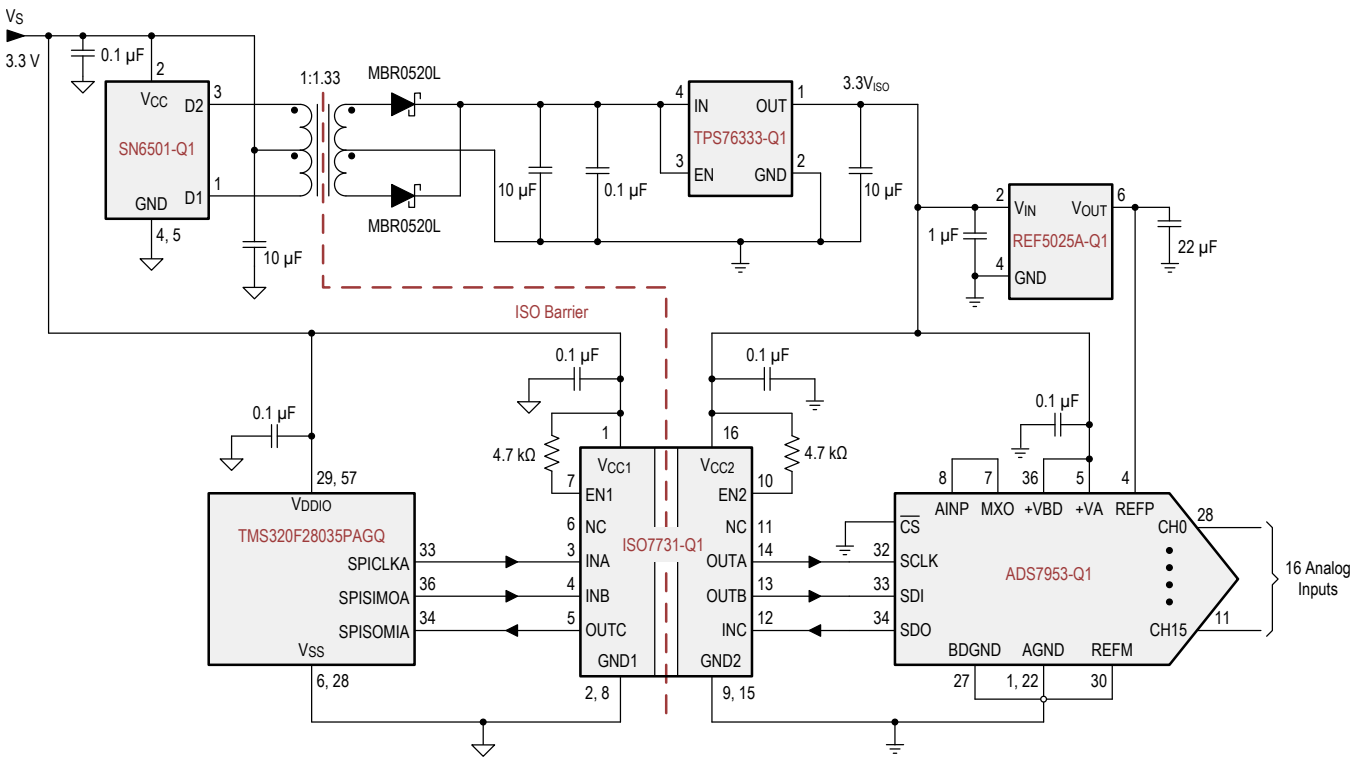 VS
3.3 V
0.1 µF
2
VCC
D2
3
SN6501-Q1
D1
1
GND
4, 5
10 µF
1:1.33
MBR0520L
MBR0520L
10 µF
0.1 µF
4
IN
OUT
1
TPS76333-Q1
3
EN
GND
2
3.3VISO
10 µF
2
VIN
VOUT
6
REF5025A-Q1
1 µF
4
GND
22 µF
ISO Barrier
0.1 µF
29, 57
VDDIO
TMS320F28035PAGQ
SPICLKA
33
SPISIMOA
36
SPISOMIA
34
VSS
6, 28
0.1 µF
4.7 kΩ
1
VCC1
7
EN1
6
NC
3
INA
4
INB
5
OUTC
GND1
2, 8
ISO7731-Q1
0.1 µF
4.7 kΩ
16
VCC2
EN2
10
NC
11
OUTA
14
OUTB
13
INC
12
GND2
9, 15
0.1 µF
8
7
36
5
4
AINP
MXO
+VBD
+VA
REFP
CS
32
SCLK
33
SDI
34
SDO
ADS7953-Q1
CH0
28
CH15
11
16 Analog
Inputs
BDGND
AGND
REFM
27
1, 22
30